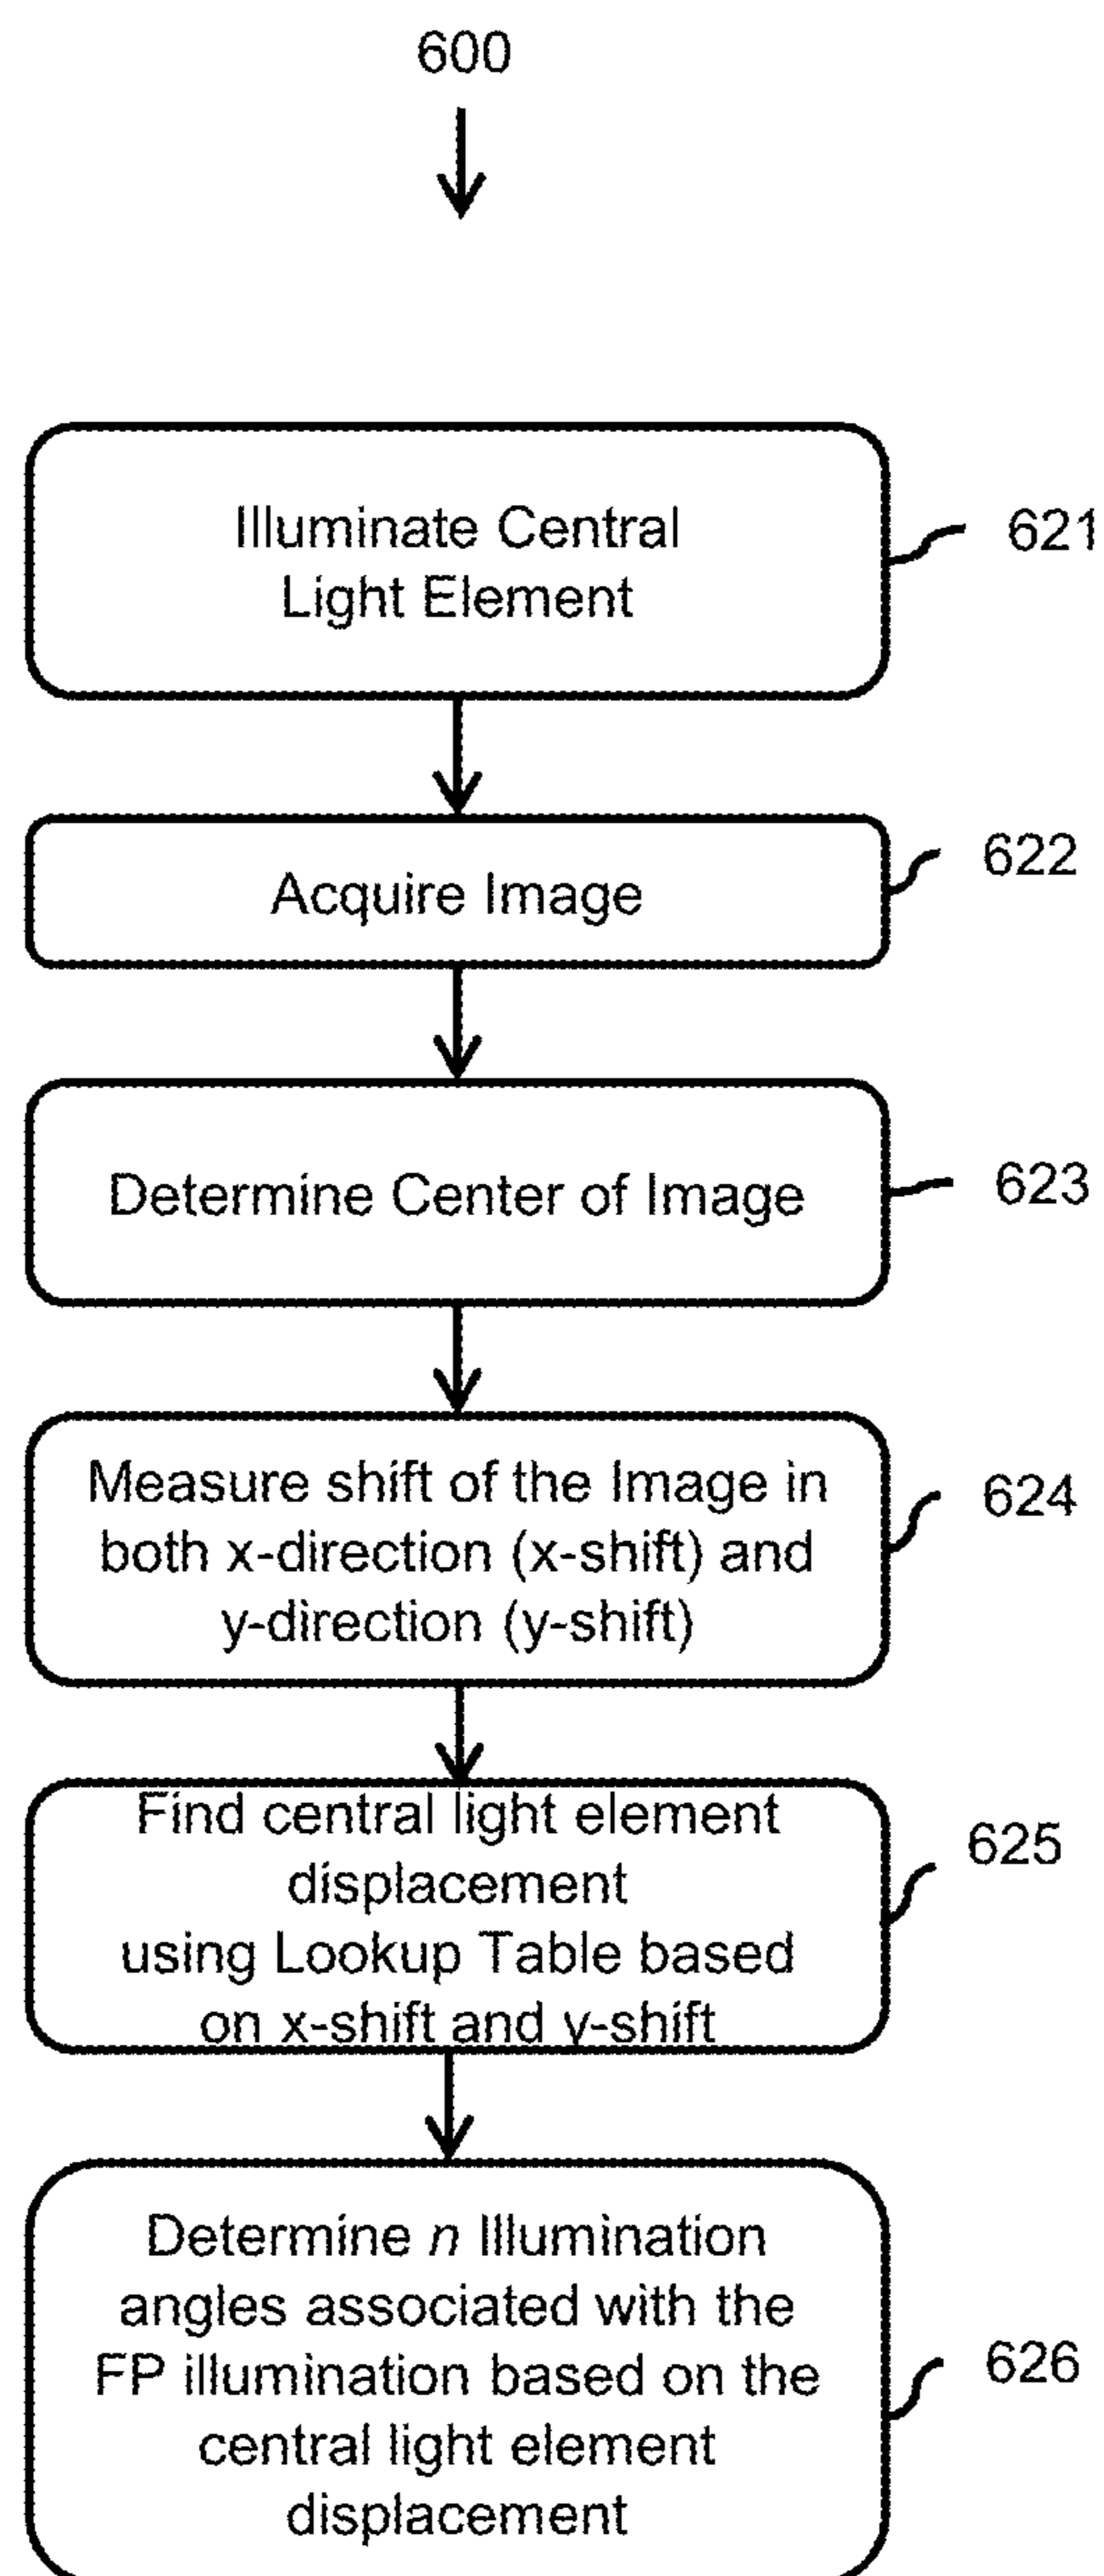 600
Illuminate Central
Light Element
621
Acquire Image
622
Determine Center of Image
623
Measure shift of the Image in
both x-direction (x-shift) and
y-direction (y-shift)
624
Find central light element
displacement
using Lookup Table based
on x-shift and y-shift
625
Determine n Illumination
angles associated with the
FP illumination based on the
central light element
displacement
626